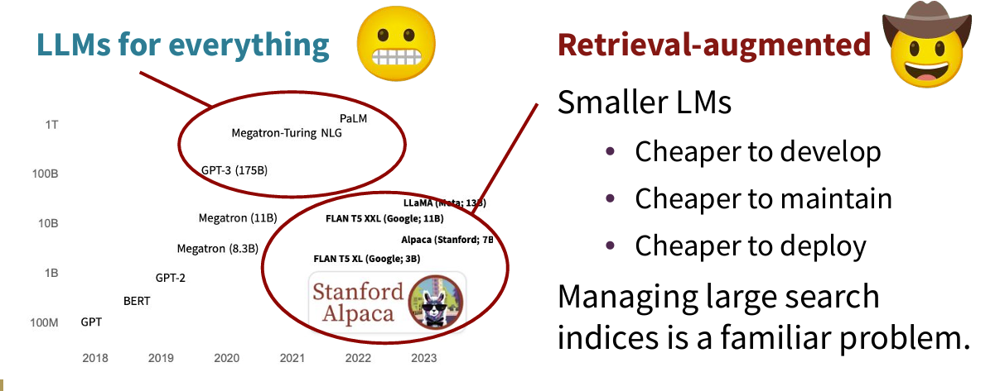 LLMs for everything
1T
PaLM
Megatron-Turing NLG
100B
GPT-3 (175B)
LLaMA (Meta; 13B)
10B
Megatron (11B)
FLAN T5 XXL (Google; 11B)
Alpaca (Stanford; 7B
Megatron (8.3B)
FLAN T5 XL (Google; 3B)
1B
GPT-2
BERT
Stanford
Alpaca
100M
GPT
2018 2019 2020 2021 2022 2023
Retrieval-augmented
Smaller LMs
• Cheaper to develop
• Cheaper to maintain
• Cheaper to deploy
Managing large search
indices is a familiar problem.